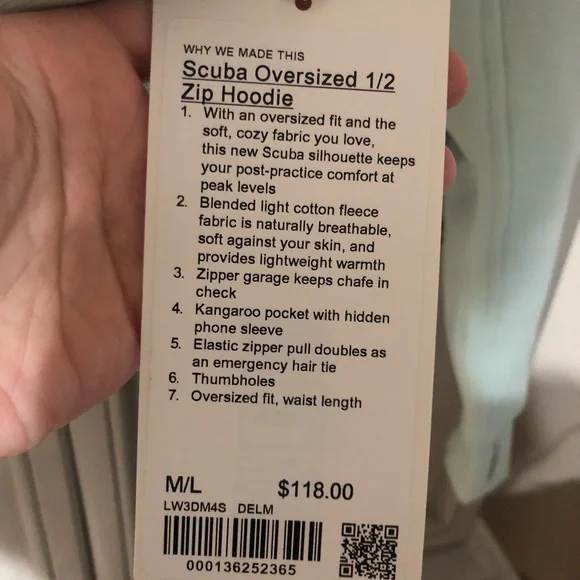 WHY WE MADE THIS
Scuba Oversized 1/2
Zip Hoodie
1. With an oversized fit and the
soft, cozy fabric you love,
this new Scuba silhouette keeps
your post-practice comfort at
peak levels
2. Blended light cotton fleece
fabric is naturally breathable,
soft against your skin, and
provides lightweight warmth
3. Zipper garage keeps chafe in
check
4. Kangaroo pocket with hidden
phone sleeve
5. Elastic zipper pull doubles as
an emergency hair tie
6. Thumbholes
7. Oversized fit, waist length
M/L $118.00
LW3DM4S DELM
000136252365